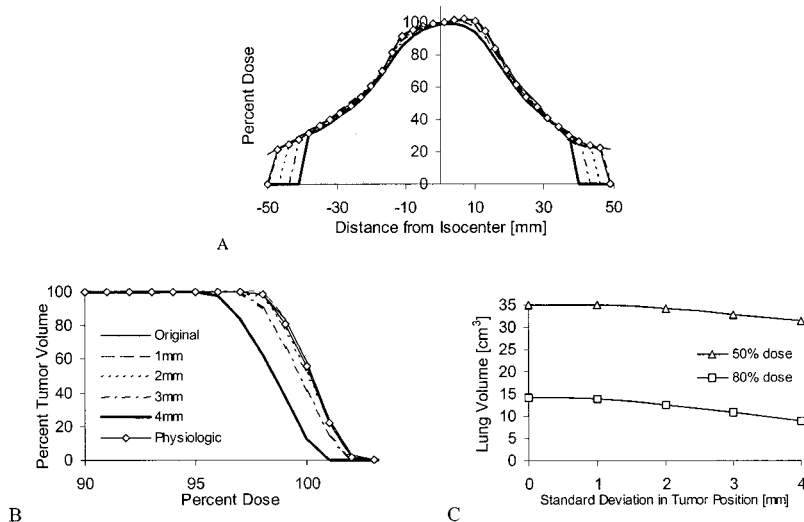 100
80
60
40
20
0
Percent Dose
-50 -30 -10 10 30 50
Distance from Isocenter [mm]
A
100
80
60
40
20
0
Percent Tumor Volume
Original
1mm
2mm
3mm
4mm
Physiologic
90 95 100
Percent Dose
B
35
30
25
20
15
10
5
0
Lung Volume [cm³]
50% dose
80% dose
0 1 2 3 4
Standard Deviation in Tumor Position [mm]
C